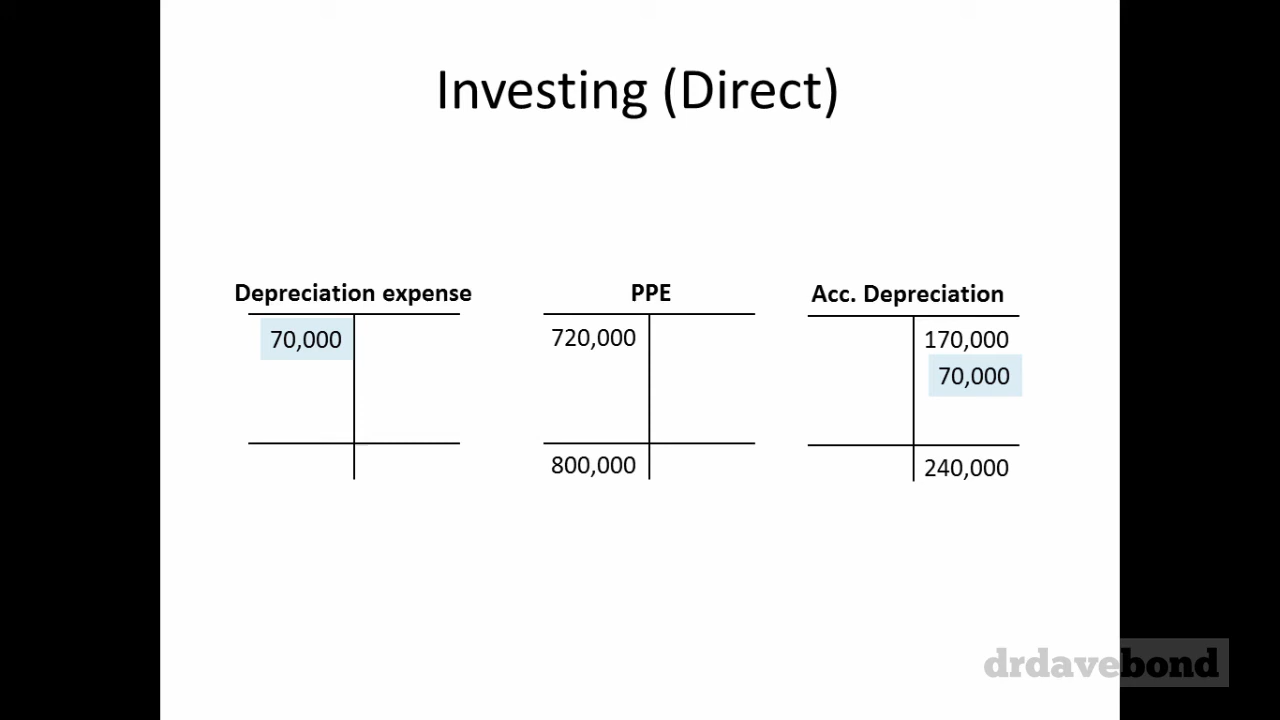 Investing (Direct)
Depreciation expense
PPE
Acc. Depreciation
70,000
720,000
170,000
70,000
800,000
240,000
drdavebond